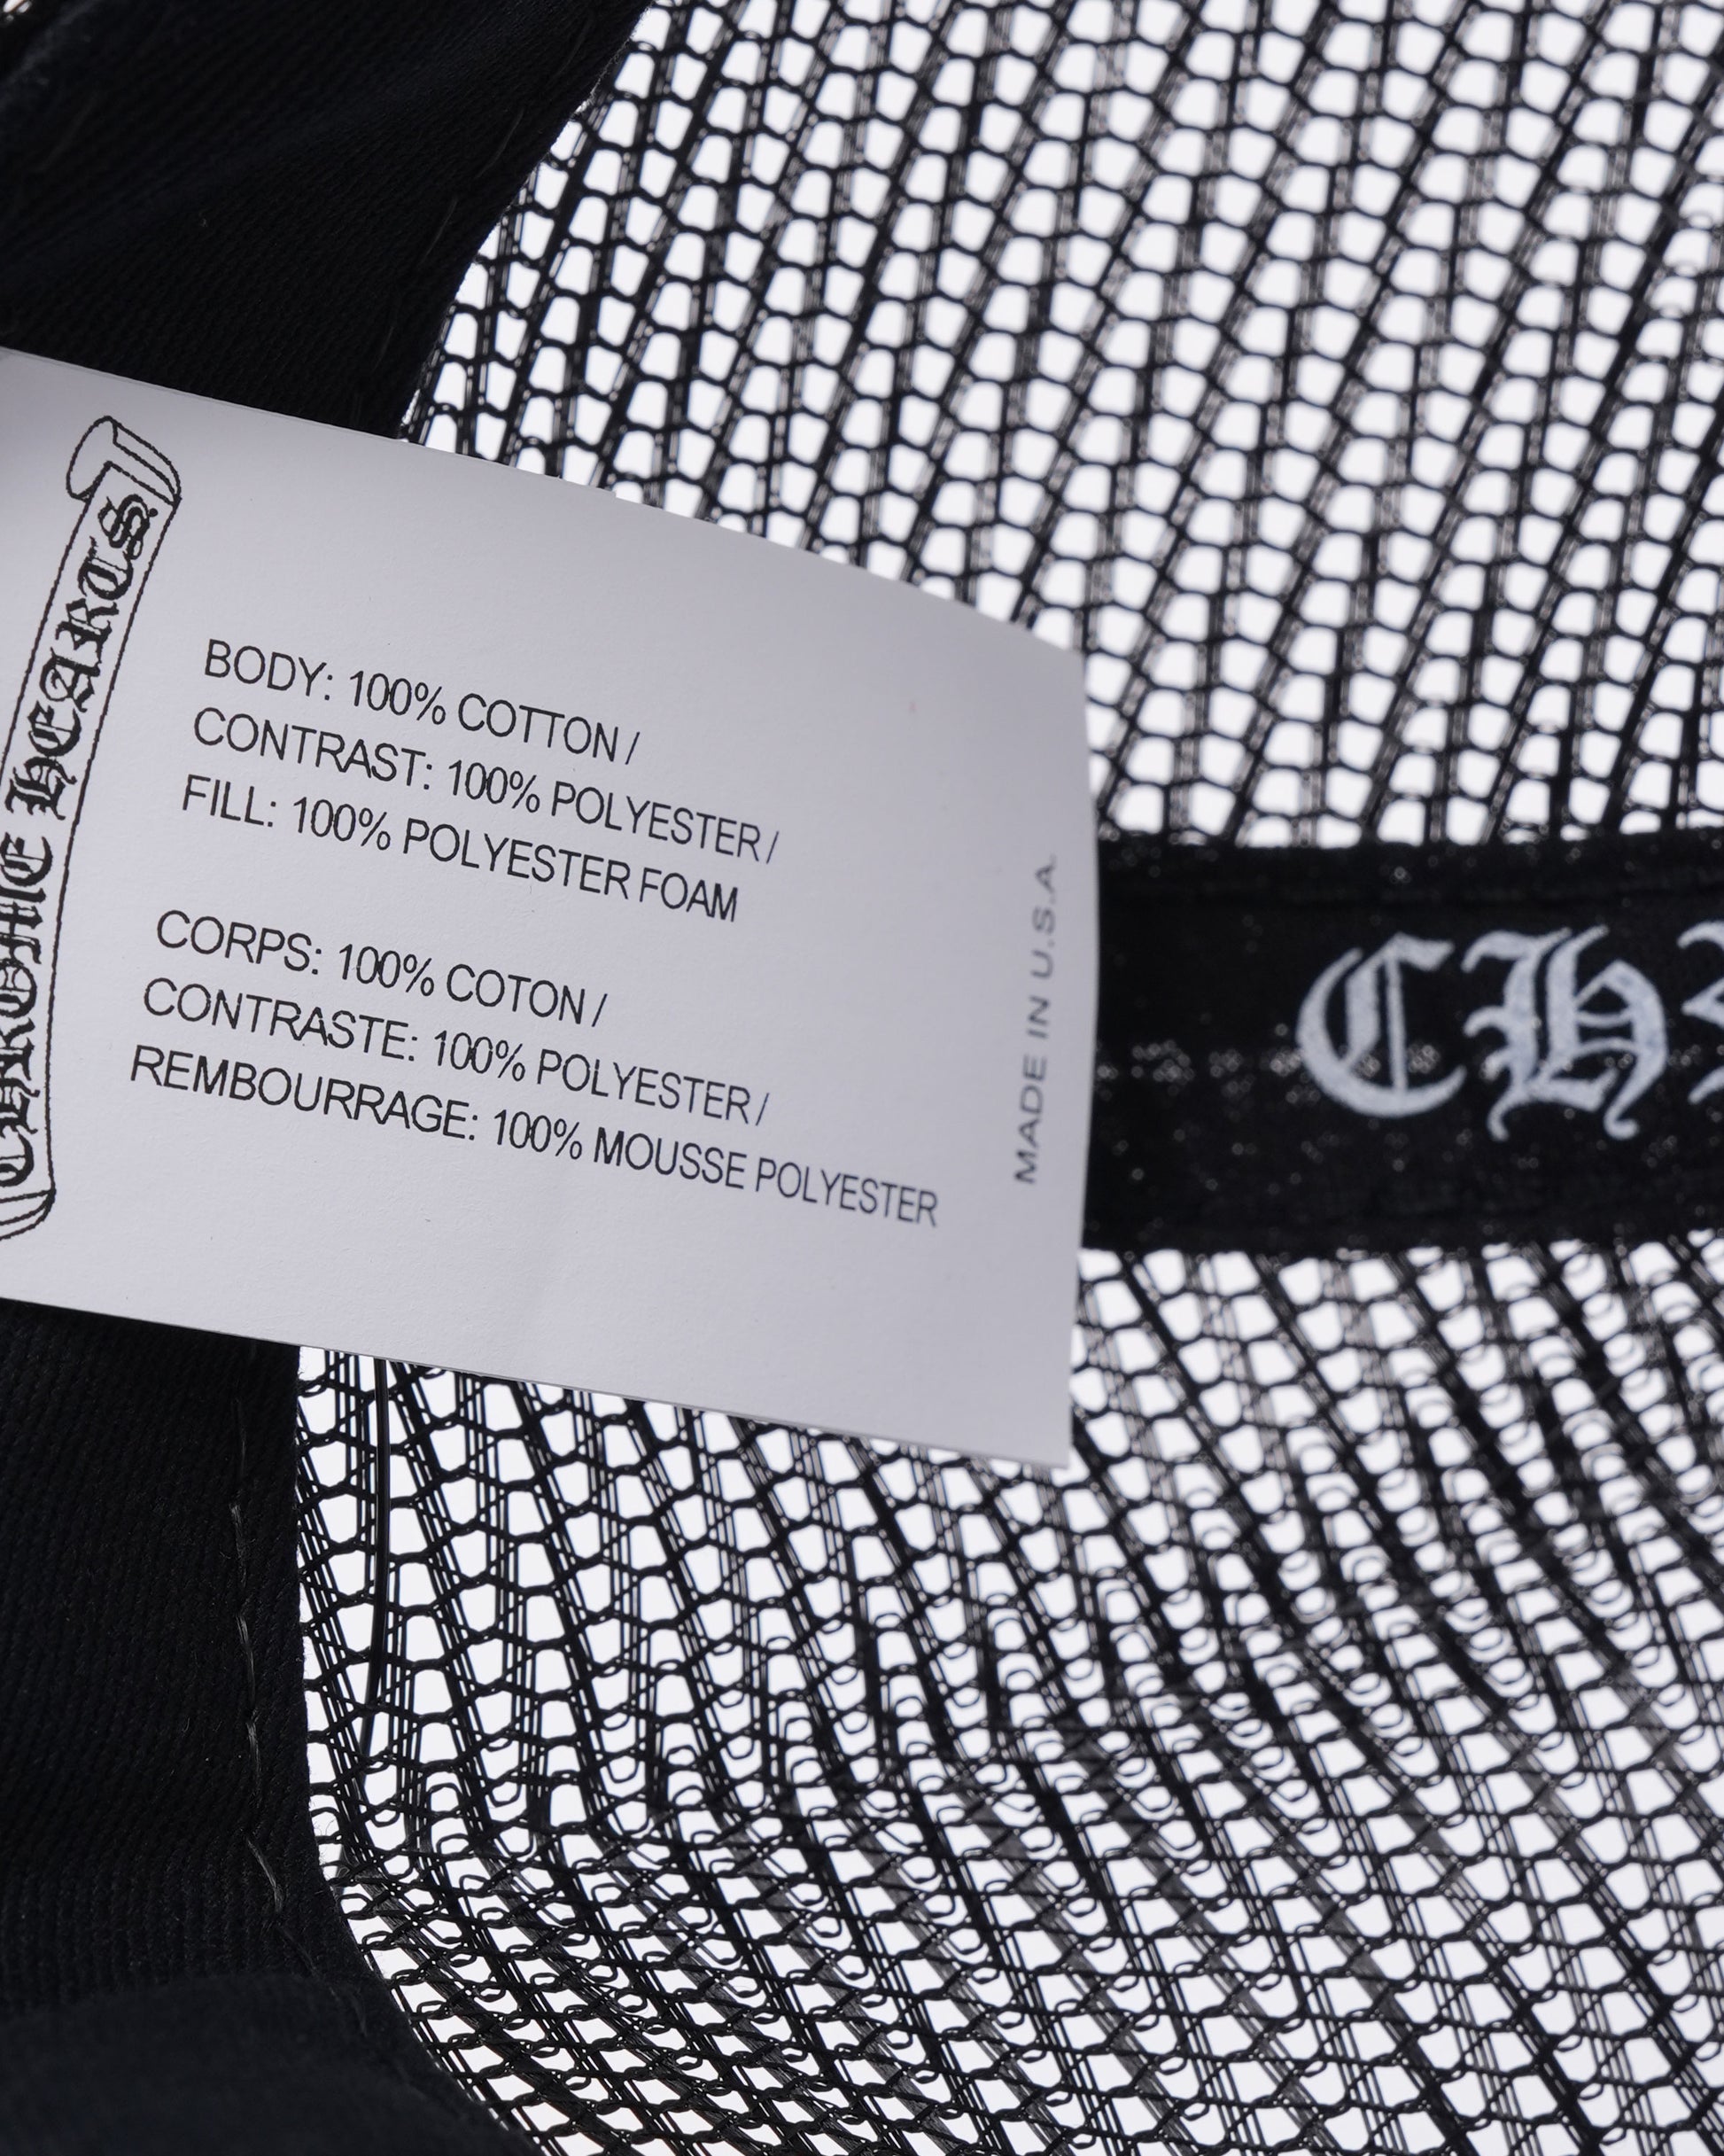 CHROME HEARTS
BODY: 100% COTTON /
CONTRAST: 100% POLYESTER /
FILL: 100% POLYESTER FOAM
CORPS: 100% COTON /
CONTRASTE: 100% POLYESTER /
REMBOURRAGE: 100% MOUSSE POLYESTER
MADE IN U.S.A.
CH